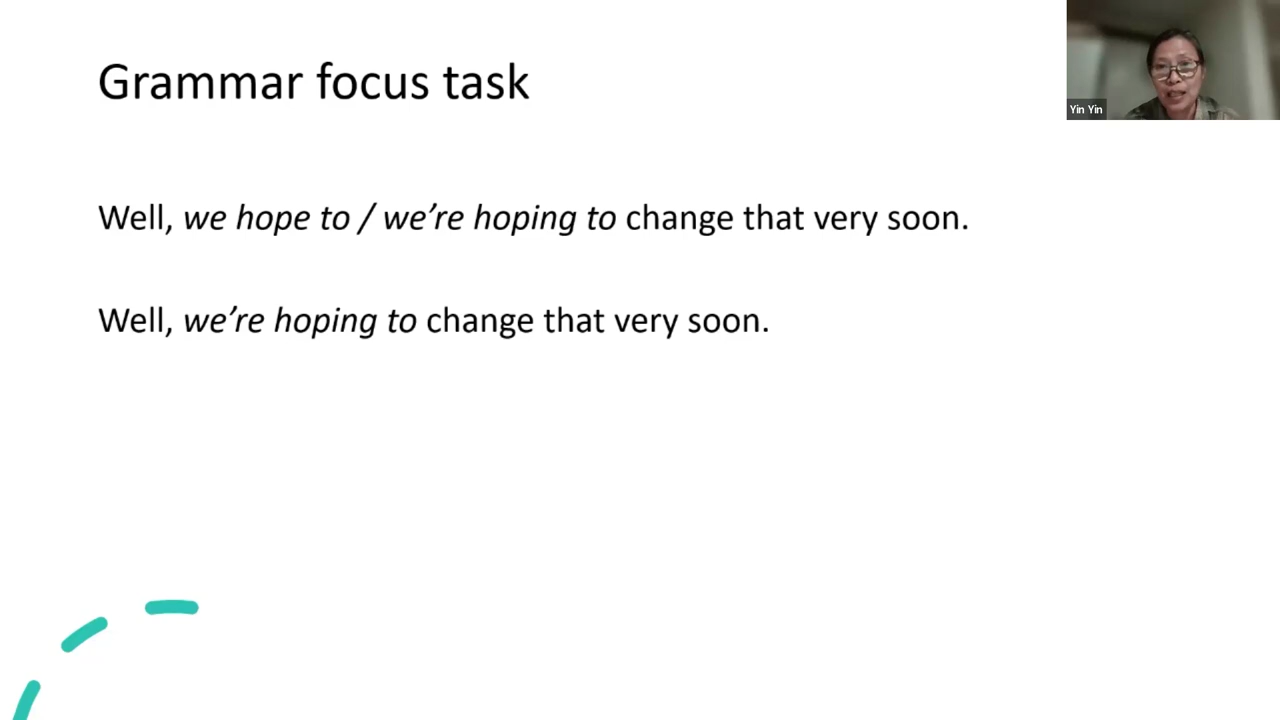 Grammar focus task
Yin Yin
Well, we hope to / we’re hoping to change that very soon.
Well, we’re hoping to change that very soon.